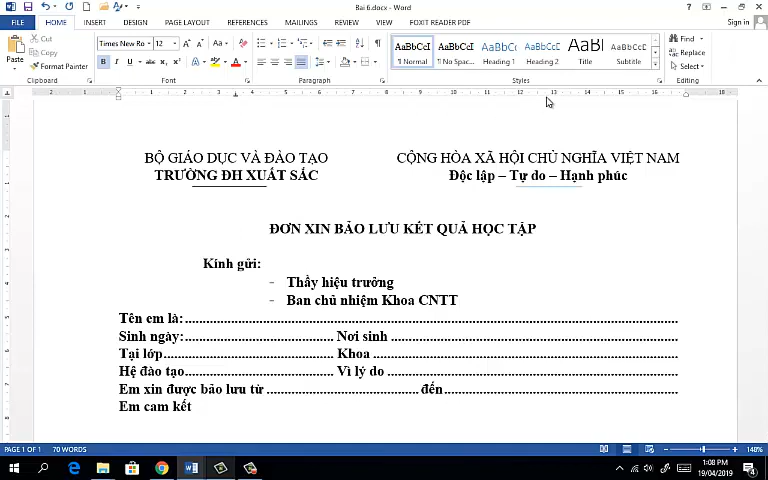 Bai 6.docx - Word
FILE HOME INSERT DESIGN PAGE LAYOUT REFERENCES MAILINGS REVIEW VIEW FOXIT READER PDF Sign in
Paste Cut Copy Format Painter
Times New Ro 12
AaBbCcI AaBbCcI AaBbCc AaBbCcI AaBl AaBbCcI
¶ Normal ¶ No Spac... Heading 1 Heading 2 Title Subtitle
Find Replace Select
Clipboard Font Paragraph Styles Editing
BỘ GIÁO DỤC VÀ ĐÀO TẠO
TRƯỜNG ĐH XUẤT SẮC
CỘNG HÒA XÃ HỘI CHỦ NGHĨA VIỆT NAM
Độc lập – Tự do – Hạnh phúc
ĐƠN XIN BẢO LƯU KẾT QUẢ HỌC TẬP
Kính gửi:
- Thầy hiệu trưởng
- Ban chủ nhiệm Khoa CNTT
Tên em là:
Sinh ngày: Nơi sinh
Tại lớp Khoa
Hệ đào tạo Vì lý do
Em xin được bảo lưu từ đến
Em cam kết
PAGE 1 OF 1 70 WORDS 148%
1:08 PM
19/04/2019